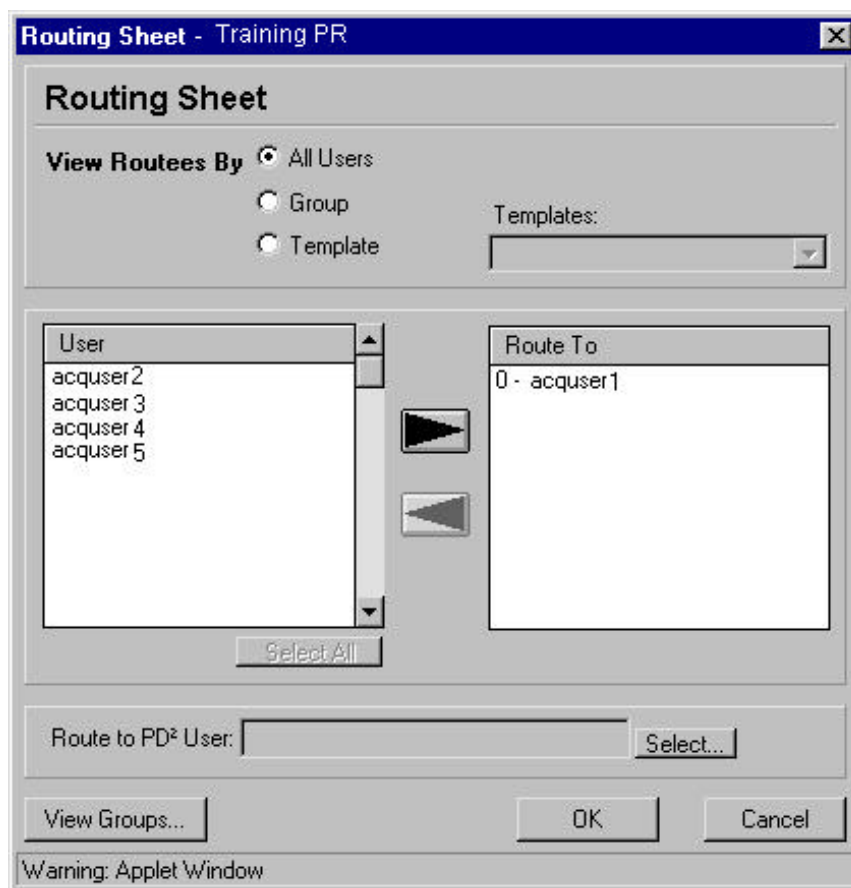 Routing Sheet - Training PR
Routing Sheet
View Routees By
All Users
Group
Template
Templates:
User
acquser2
acquser3
acquser4
acquser5
Select All
Route To
0 - acquser1
Route to PD² User:
Select...
View Groups...
OK
Cancel
Warning: Applet Window